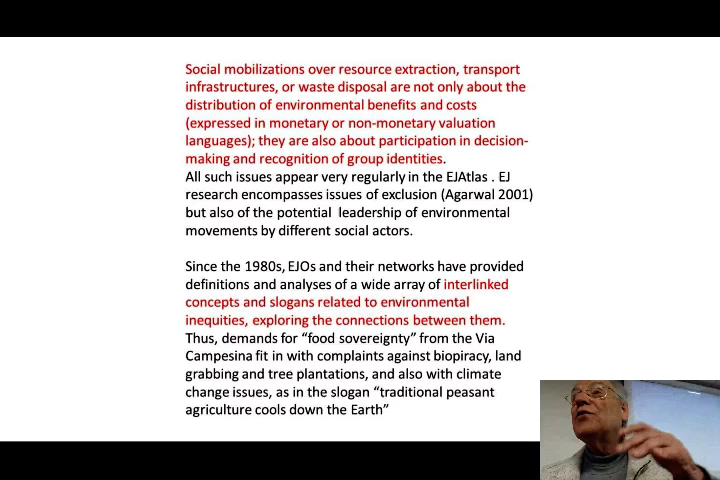 Social mobilizations over resource extraction, transport
infrastructures, or waste disposal are not only about the
distribution of environmental benefits and costs
(expressed in monetary or non-monetary valuation
languages); they are also about participation in decision-
making and recognition of group identities.
All such issues appear very regularly in the EJAtlas . EJ
research encompasses issues of exclusion (Agarwal 2001)
but also of the potential leadership of environmental
movements by different social actors.
Since the 1980s, EJOs and their networks have provided
definitions and analyses of a wide array of interlinked
concepts and slogans related to environmental
inequities, exploring the connections between them.
Thus, demands for “food sovereignty” from the Via
Campesina fit in with complaints against biopiracy, land
grabbing and tree plantations, and also with climate
change issues, as in the slogan “traditional peasant
agriculture cools down the Earth”